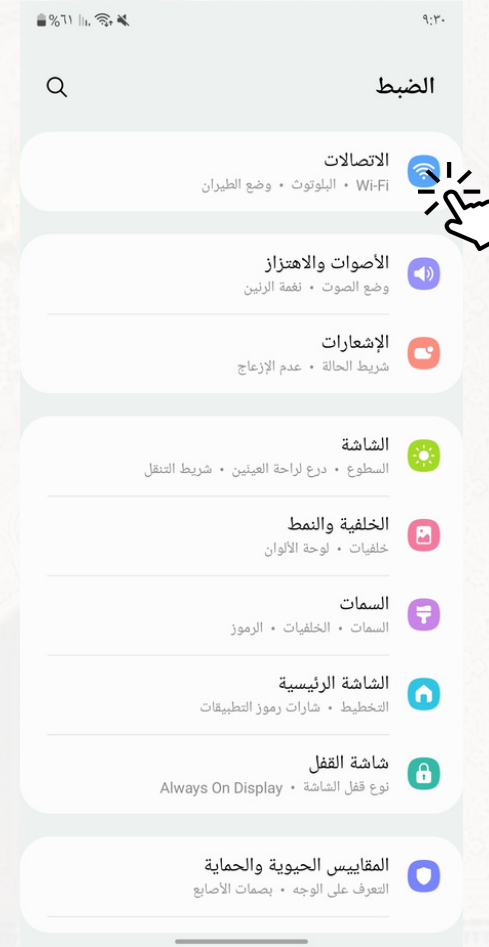 ٩:٣٠
٦١%
الضبط
الاتصالات
Wi-Fi • البلوتوث • وضع الطيران
الأصوات والاهتزاز
وضع الصوت • نغمة الرنين
الإشعارات
شريط الحالة • عدم الإزعاج
الشاشة
السطوع • درع لراحة العينين • شريط التنقل
الخلفية والنمط
خلفيات • لوحة الألوان
السمات
السمات • الخلفيات • الرموز
الشاشة الرئيسية
التخطيط • شارات رموز التطبيقات
شاشة القفل
نوع قفل الشاشة • Always On Display
المقاييس الحيوية والحماية
التعرف على الوجه • بصمات الأصابع